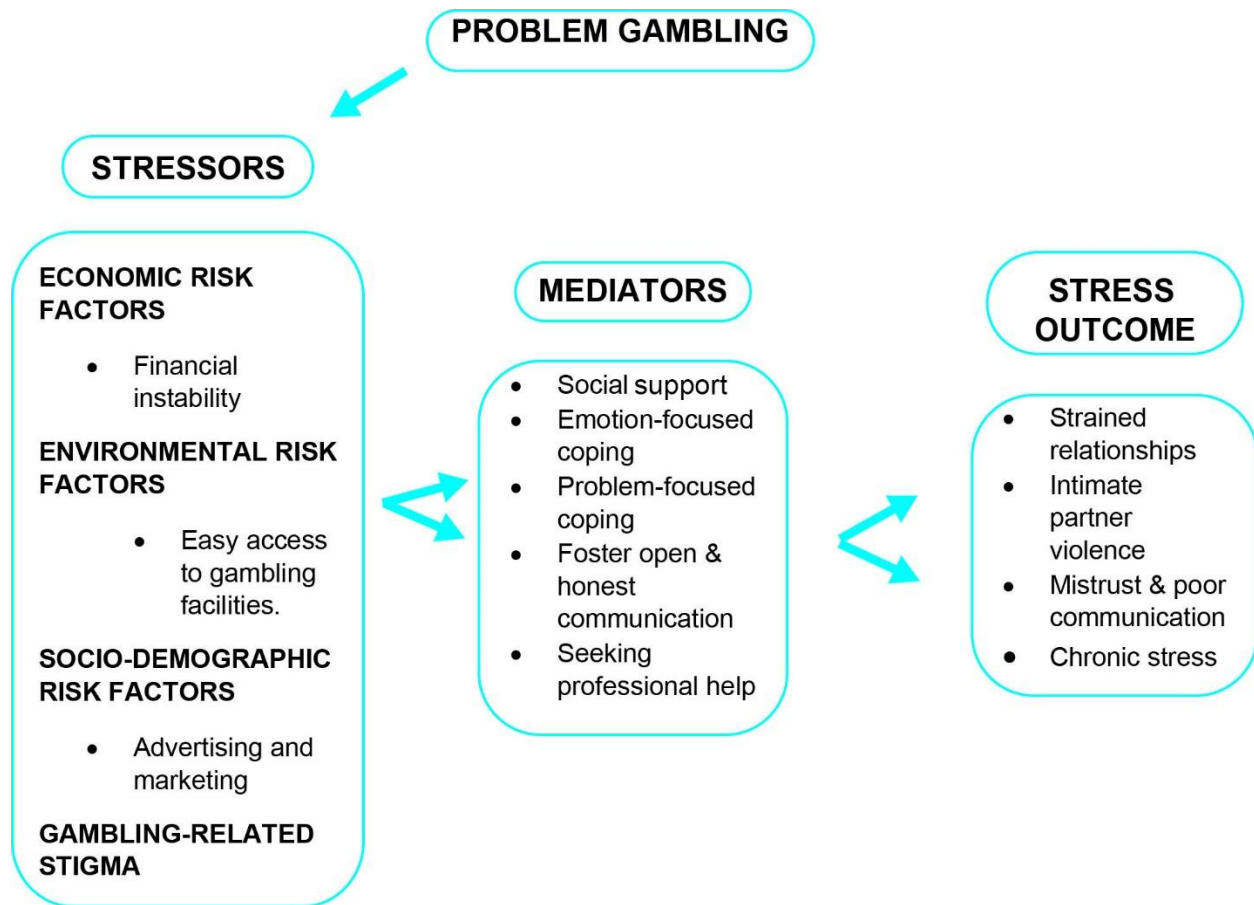 PROBLEM GAMBLING
STRESSORS
ECONOMIC RISK
FACTORS
• Financial
instability
ENVIRONMENTAL RISK
FACTORS
• Easy access
to gambling
facilities.
SOCIO-DEMOGRAPHIC
RISK FACTORS
• Advertising and
marketing
GAMBLING-RELATED
STIGMA
MEDIATORS
• Social support
• Emotion-focused
coping
• Problem-focused
coping
• Foster open &
honest
communication
• Seeking
professional help
STRESS
OUTCOME
• Strained
relationships
• Intimate
partner
violence
• Mistrust & poor
communication
• Chronic stress